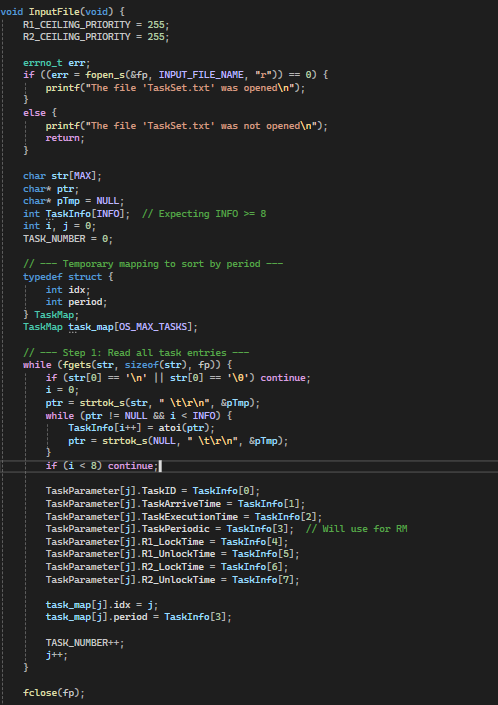 void InputFile(void) {
    R1_CEILING_PRIORITY = 255;
    R2_CEILING_PRIORITY = 255;

    errno_t err;
    if ((err = fopen_s(&fp, INPUT_FILE_NAME, "r")) == 0) {
        printf("The file 'TaskSet.txt' was opened\n");
    }
    else {
        printf("The file 'TaskSet.txt' was not opened\n");
        return;
    }

    char str[MAX];
    char* ptr;
    char* pTmp = NULL;
    int TaskInfo[INFO];  // Expecting INFO >= 8
    int i, j = 0;
    TASK_NUMBER = 0;

    // --- Temporary mapping to sort by period ---
    typedef struct {
        int idx;
        int period;
    } TaskMap;
    TaskMap task_map[OS_MAX_TASKS];

    // --- Step 1: Read all task entries ---
    while (fgets(str, sizeof(str), fp)) {
        if (str[0] == '\n' || str[0] == '\0') continue;
        i = 0;
        ptr = strtok_s(str, " \t\r\n", &pTmp);
        while (ptr != NULL && i < INFO) {
            TaskInfo[i++] = atoi(ptr);
            ptr = strtok_s(NULL, " \t\r\n", &pTmp);
        }
        if (i < 8) continue;

        TaskParameter[j].TaskID = TaskInfo[0];
        TaskParameter[j].TaskArriveTime = TaskInfo[1];
        TaskParameter[j].TaskExecutionTime = TaskInfo[2];
        TaskParameter[j].TaskPeriodic = TaskInfo[3];  // Will use for RM
        TaskParameter[j].R1_LockTime = TaskInfo[4];
        TaskParameter[j].R1_UnlockTime = TaskInfo[5];
        TaskParameter[j].R2_LockTime = TaskInfo[6];
        TaskParameter[j].R2_UnlockTime = TaskInfo[7];

        task_map[j].idx = j;
        task_map[j].period = TaskInfo[3];

        TASK_NUMBER++;
        j++;
    }

    fclose(fp);